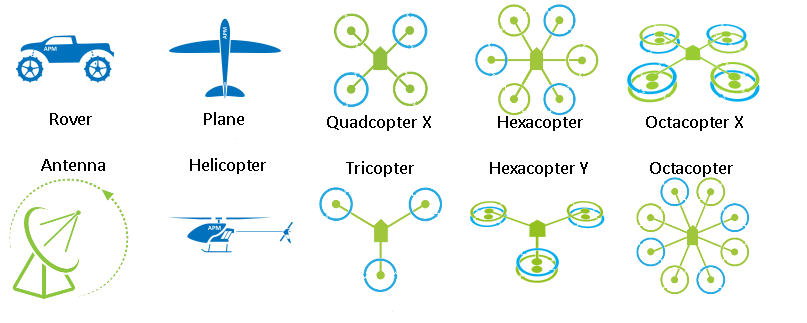 APM
APM
Rover
Plane
Quadcopter X
Hexacopter
Octacopter X
Antenna
Helicopter
Tricopter
Hexacopter Y
Octacopter
APM